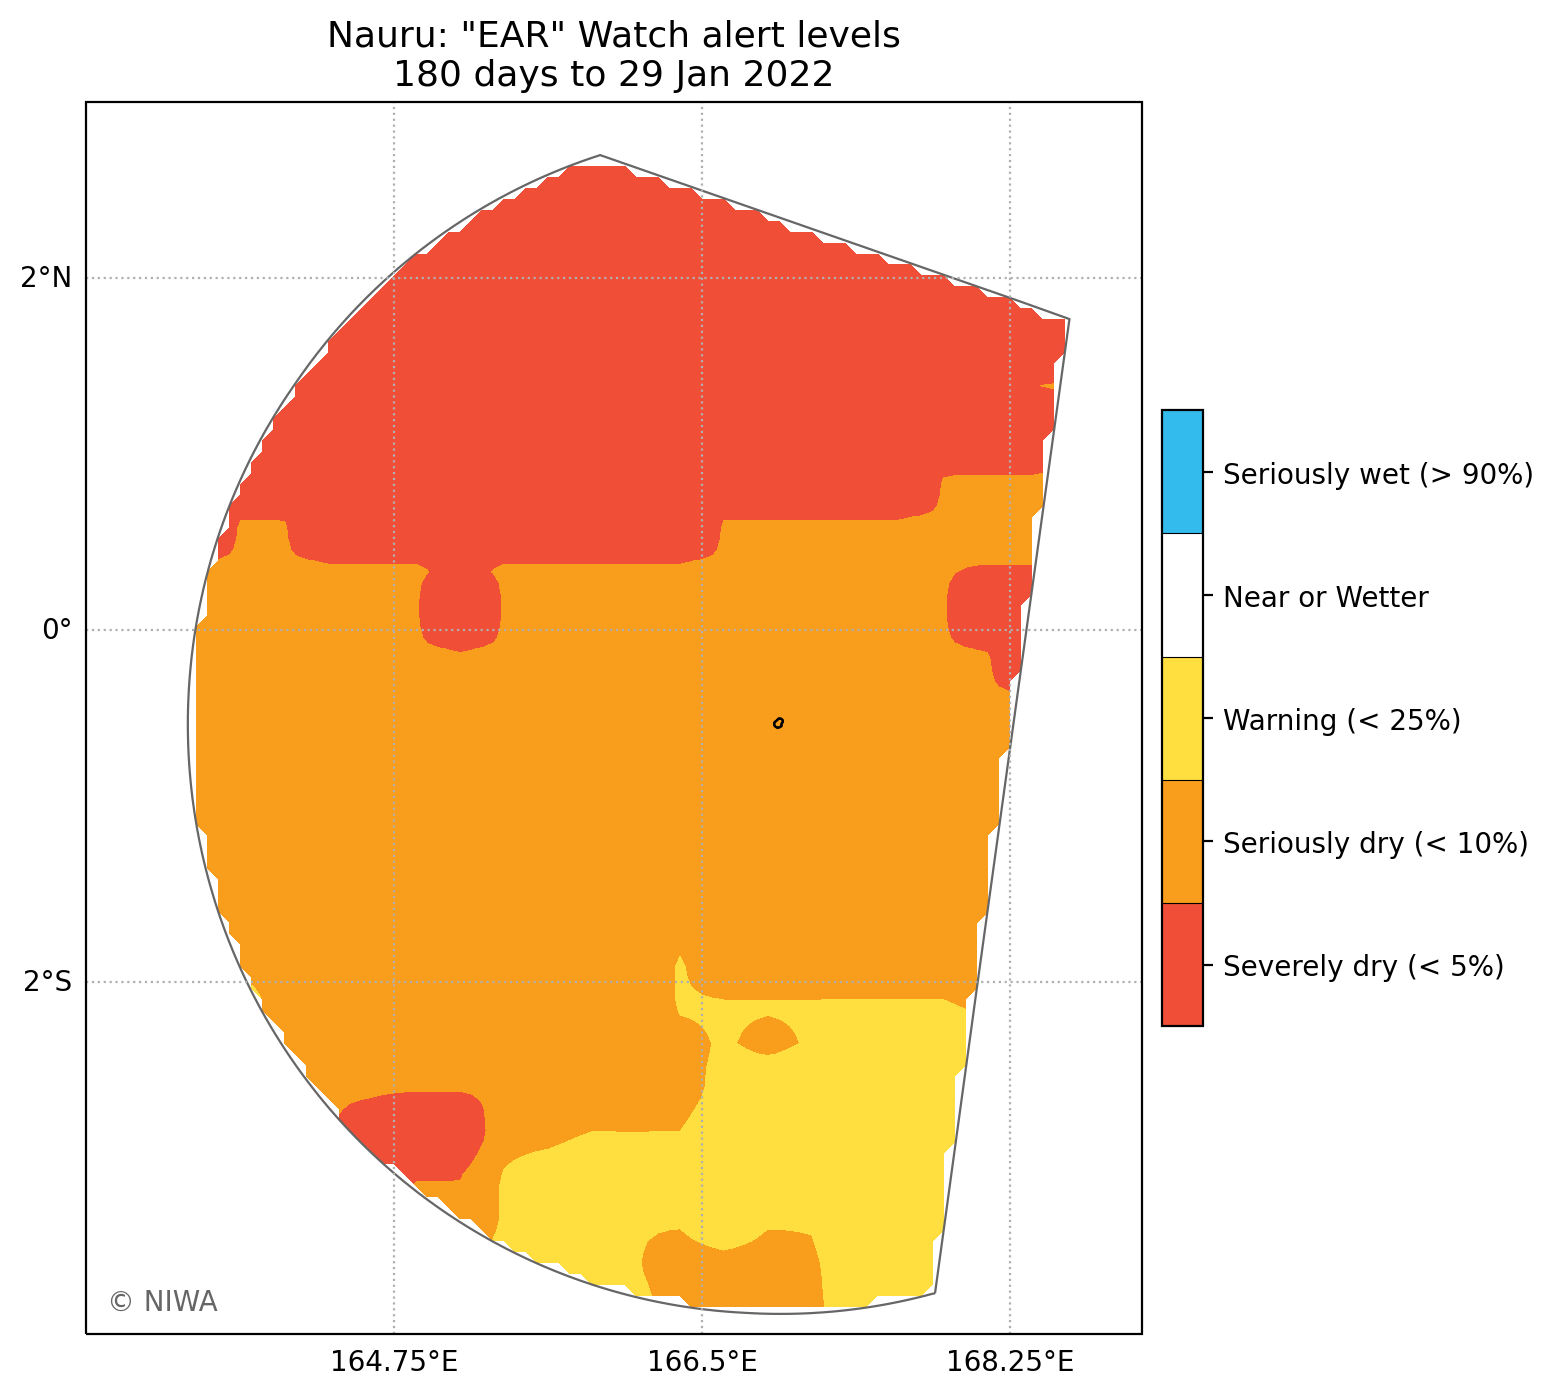 Nauru: "EAR" Watch alert levels
180 days to 29 Jan 2022
2°N
0°
2°S
164.75°E
166.5°E
168.25°E
Seriously wet (> 90%)
Near or Wetter
Warning (< 25%)
Seriously dry (< 10%)
Severely dry (< 5%)
© NIWA